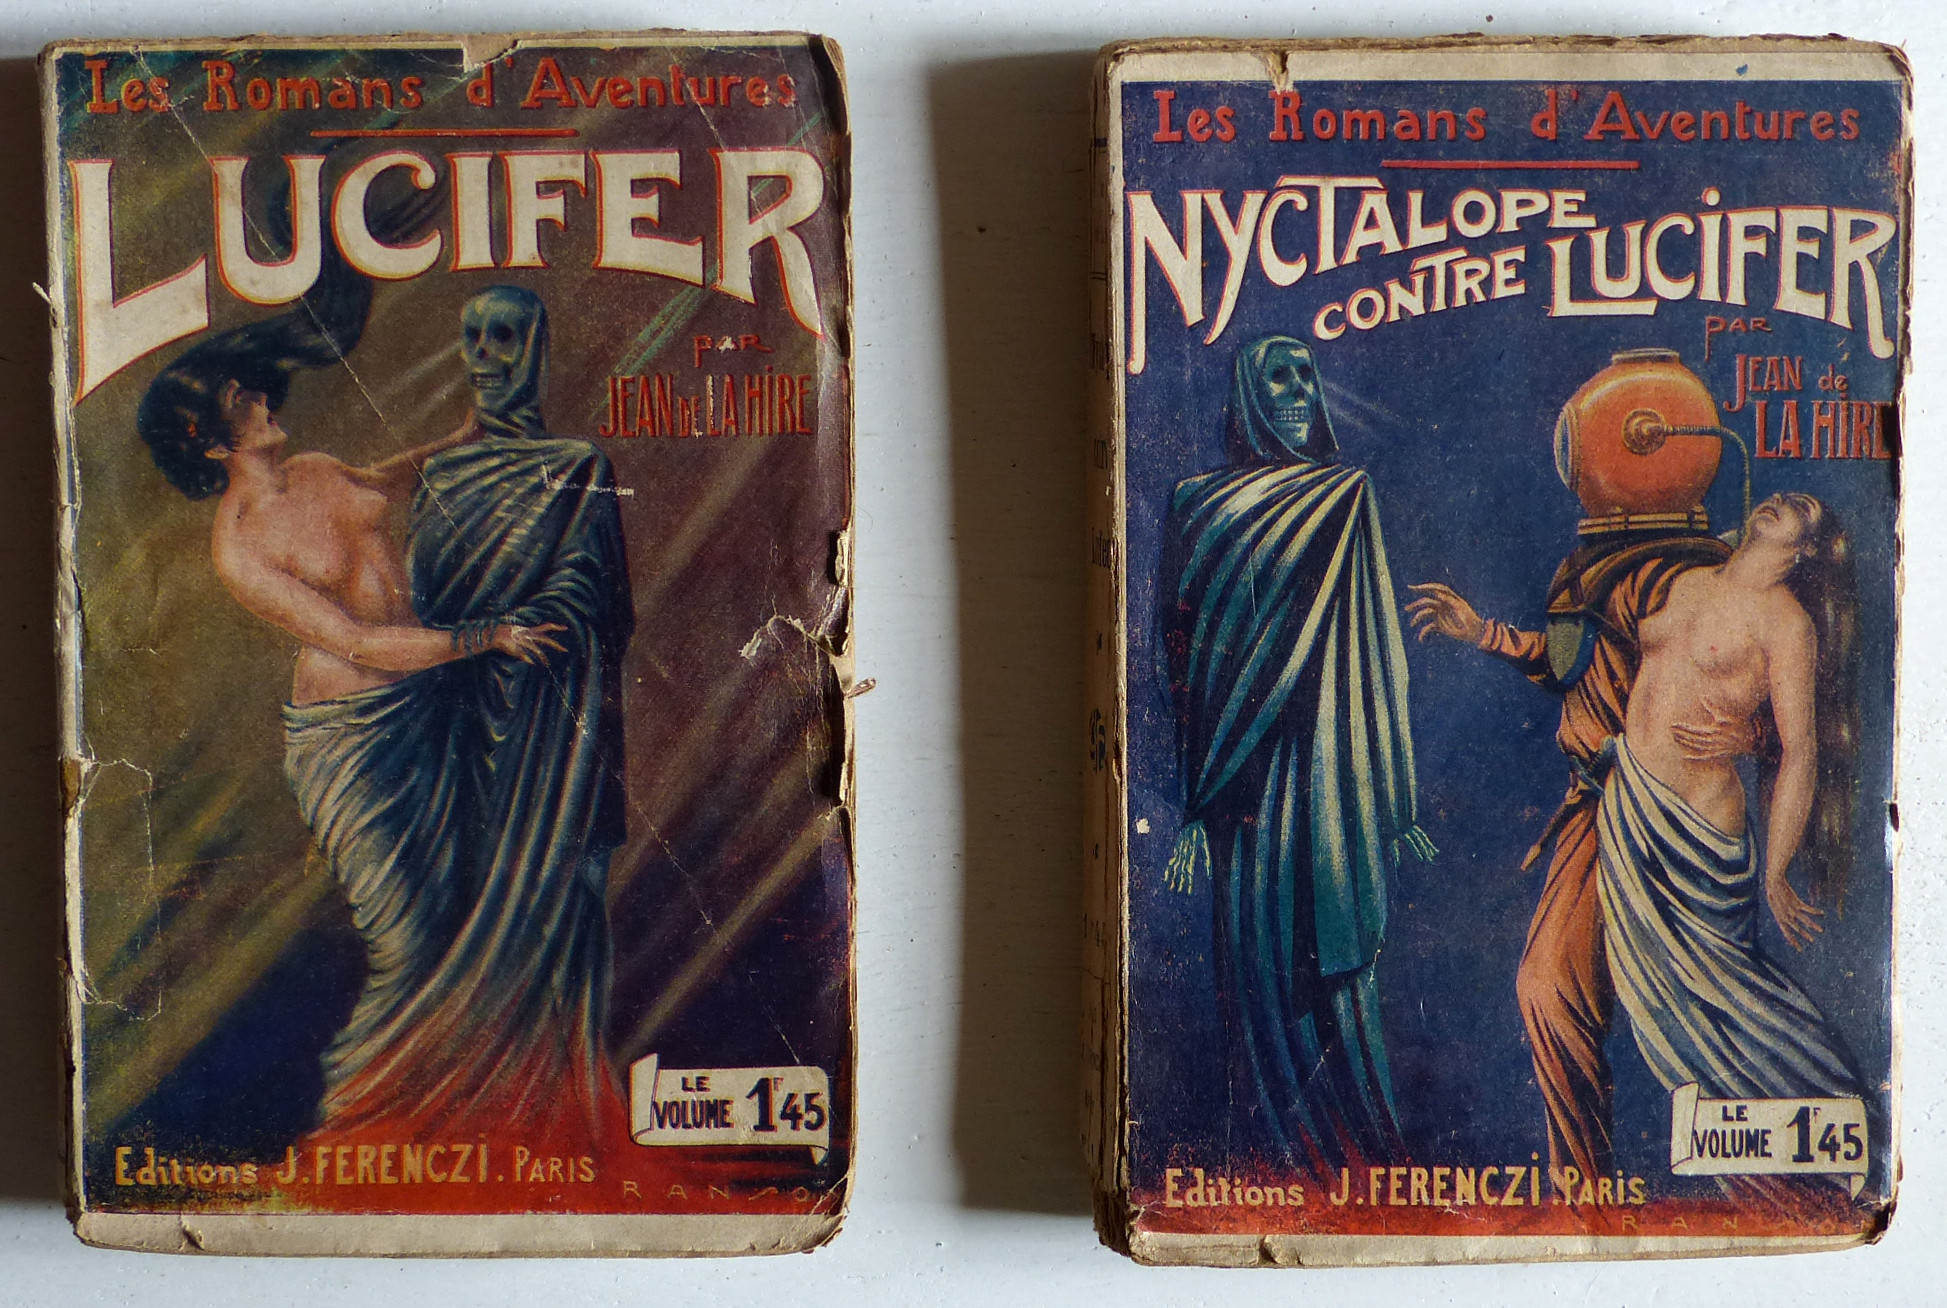 Les Romans d'Aventures
LUCIFER
par
JEAN DE LA HIRE
LE
VOLUME 1F45
Editions J. FERENCZI. PARIS
Les Romans d'Aventures
NYCTALOPE
CONTRE LUCIFER
PAR
JEAN de
LA HIRE
LE
VOLUME 1F45
Editions J. FERENCZI. PARIS